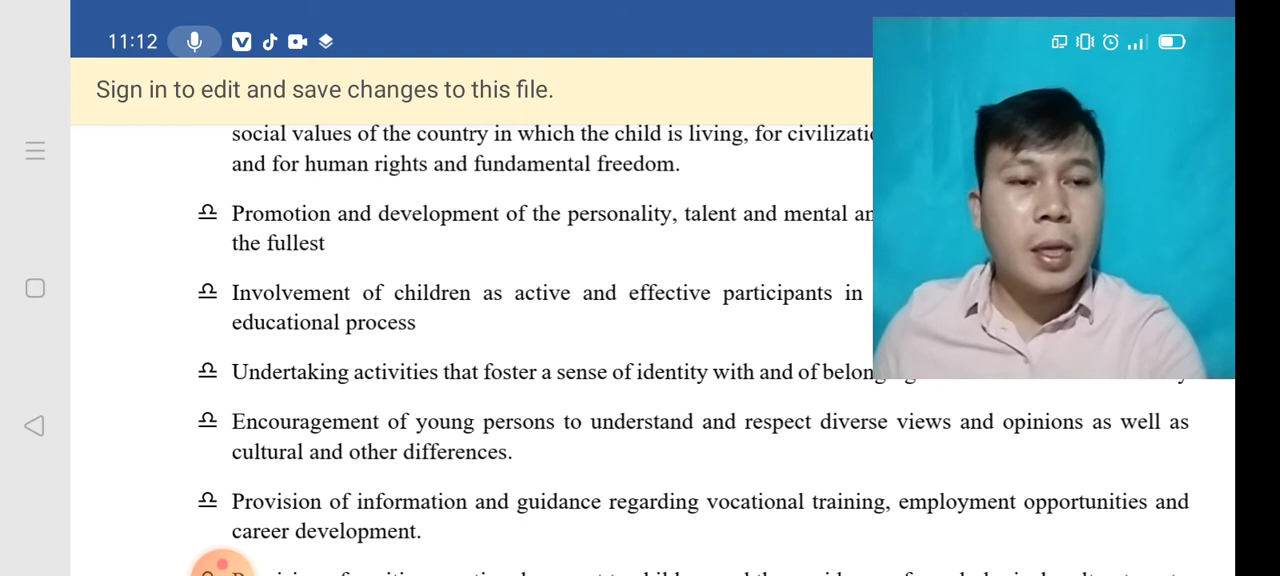 11:12
Sign in to edit and save changes to this file.
social values of the country in which the child is living, for
and for human rights and fundamental freedom.
♎ Promotion and development of the personality, talent and mental
the fullest
♎ Involvement of children as active and effective participants in
educational process
♎ Undertaking activities that foster a sense of identity with and of
♎ Encouragement of young persons to understand and respect diverse views and opinions as well as
cultural and other differences.
♎ Provision of information and guidance regarding vocational training, employment opportunities and
career development.